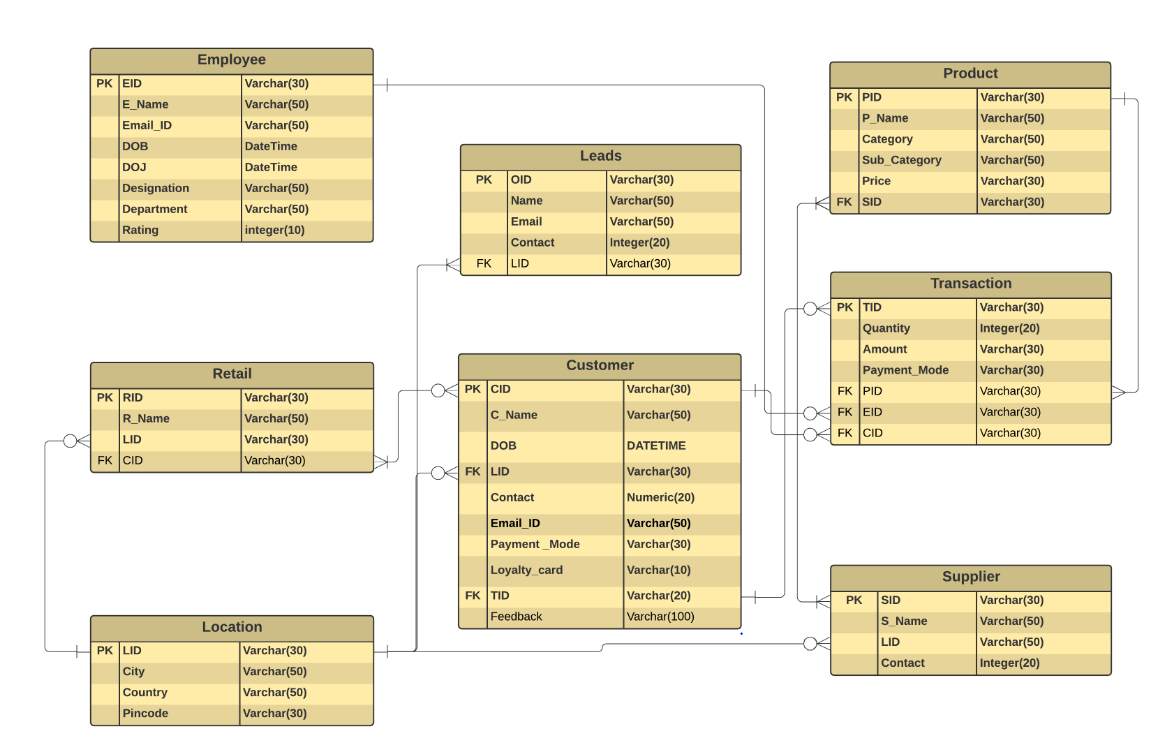 Employee
PK EID Varchar(30)
E_Name Varchar(50)
Email_ID Varchar(50)
DOB DateTime
DOJ DateTime
Designation Varchar(50)
Department Varchar(50)
Rating integer(10)
Leads
PK OID Varchar(30)
Name Varchar(50)
Email Varchar(50)
Contact Integer(20)
FK LID Varchar(30)
Product
PK PID Varchar(30)
P_Name Varchar(50)
Category Varchar(50)
Sub_Category Varchar(50)
Price Varchar(30)
FK SID Varchar(30)
Transaction
PK TID Varchar(30)
Quantity Integer(20)
Amount Varchar(30)
Payment_Mode Varchar(30)
FK PID Varchar(30)
FK EID Varchar(30)
FK CID Varchar(30)
Retail
PK RID Varchar(30)
R_Name Varchar(50)
LID Varchar(30)
FK CID Varchar(30)
Customer
PK CID Varchar(30)
C_Name Varchar(50)
DOB DATETIME
FK LID Varchar(30)
Contact Numeric(20)
Email_ID Varchar(50)
Payment _Mode Varchar(30)
Loyalty_card Varchar(10)
FK TID Varchar(20)
Feedback Varchar(100)
Location
PK LID Varchar(30)
City Varchar(50)
Country Varchar(50)
Pincode Varchar(30)
Supplier
PK SID Varchar(30)
S_Name Varchar(50)
LID Varchar(50)
Contact Integer(20)